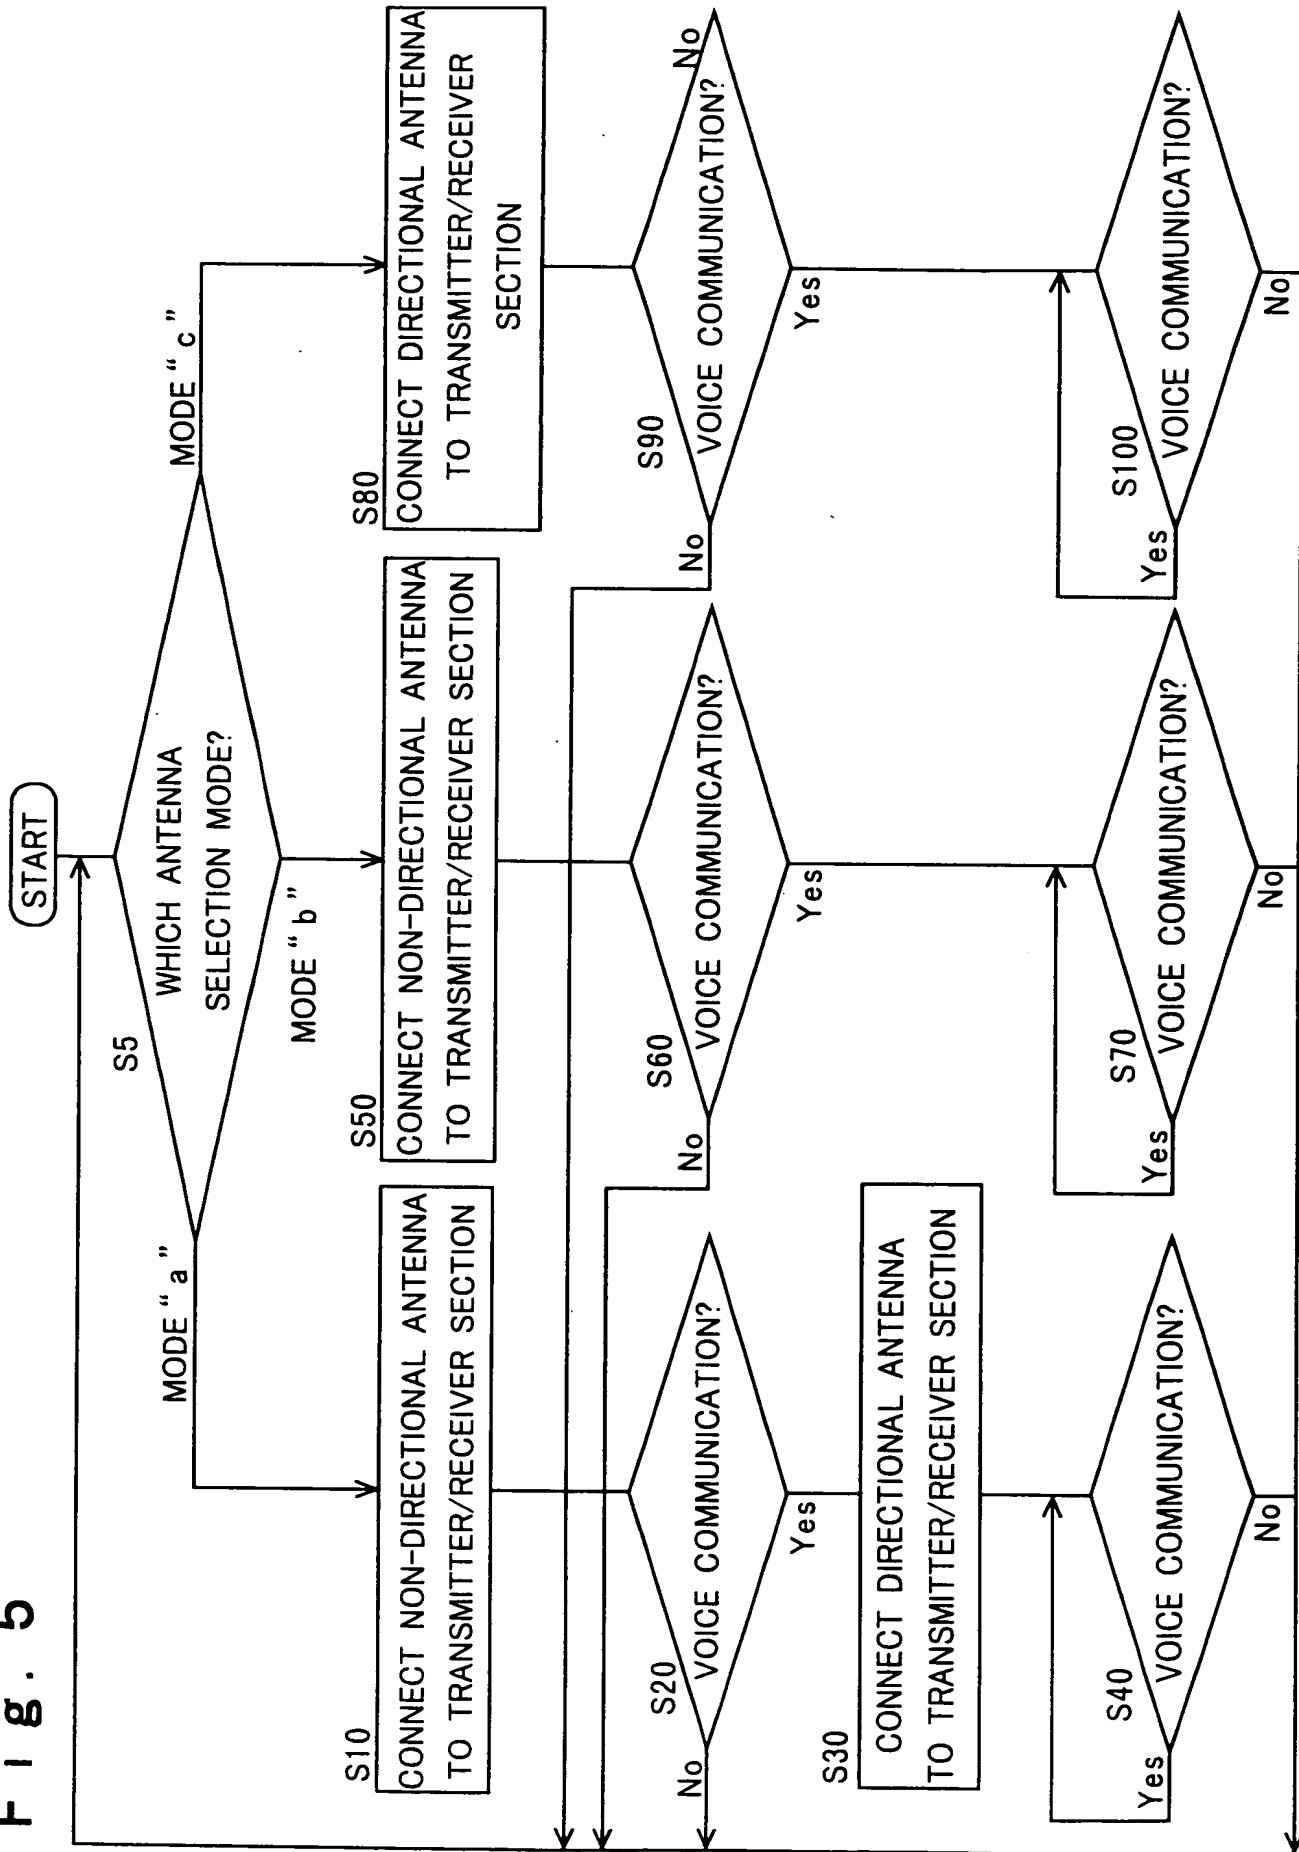 Fig. 5
START
S5
WHICH ANTENNA
SELECTION MODE?
MODE “a”
MODE “b”
MODE “c”
S10
CONNECT NON-DIRECTIONAL ANTENNA
TO TRANSMITTER/RECEIVER SECTION
S50
CONNECT NON-DIRECTIONAL ANTENNA
TO TRANSMITTER/RECEIVER SECTION
S80
CONNECT DIRECTIONAL ANTENNA
TO TRANSMITTER/RECEIVER
SECTION
No
S20
VOICE COMMUNICATION?
Yes
No
S60
VOICE COMMUNICATION?
Yes
No
S90
VOICE COMMUNICATION?
No
Yes
S30
CONNECT DIRECTIONAL ANTENNA
TO TRANSMITTER/RECEIVER SECTION
Yes
S40
VOICE COMMUNICATION?
No
Yes
S70
VOICE COMMUNICATION?
No
Yes
S100
VOICE COMMUNICATION?
No